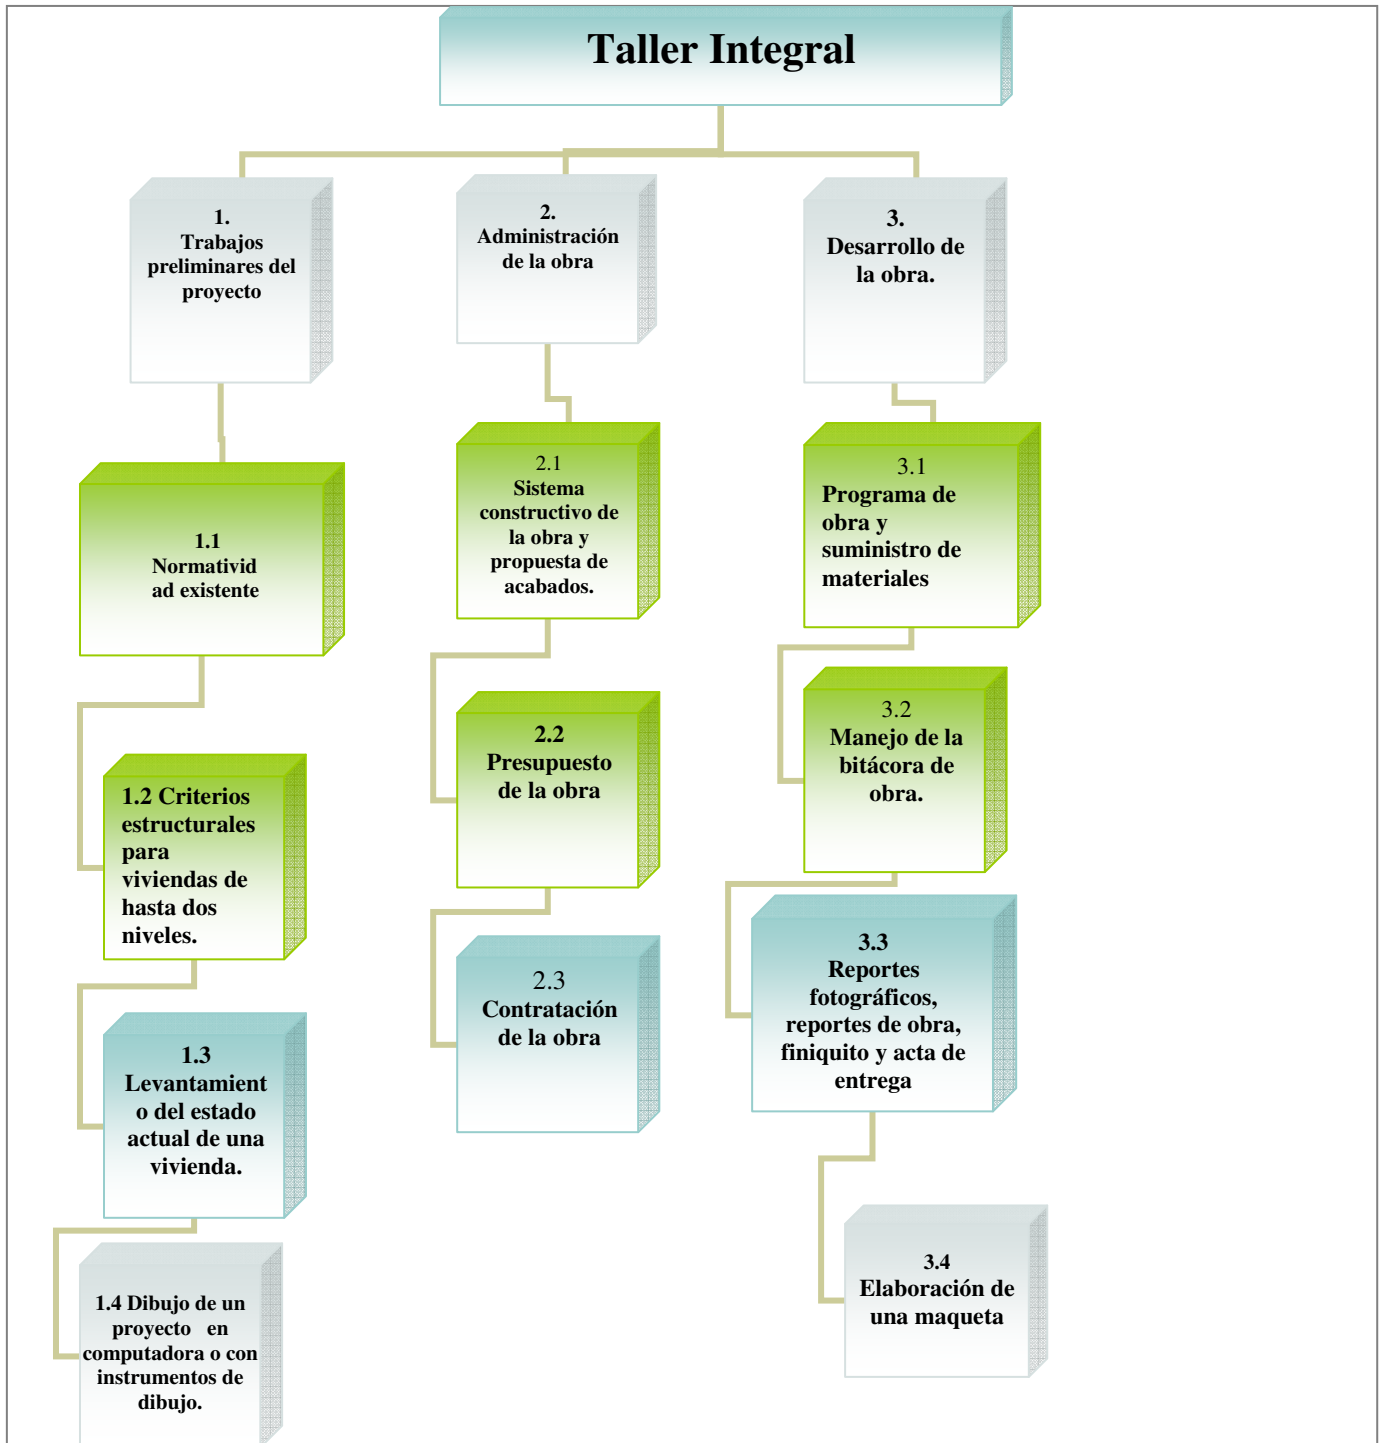 Taller Integral
1.
Trabajos
preliminares del
proyecto
2.
Administración
de la obra
3.
Desarrollo de
la obra.
1.1
Normativid
ad existente
2.1
Sistema
constructivo de
la obra y
propuesta de
acabados.
3.1
Programa de
obra y
suministro de
materiales
1.2 Criterios
estructurales
para
viviendas de
hasta dos
niveles.
2.2
Presupuesto
de la obra
3.2
Manejo de la
bitácora de
obra.
1.3
Levantamient
o del estado
actual de una
vivienda.
2.3
Contratación
de la obra
3.3
Reportes
fotográficos,
reportes de obra,
finiquito y acta de
entrega
1.4 Dibujo de un
proyecto en
computadora o con
instrumentos de
dibujo.
3.4
Elaboración de
una maqueta